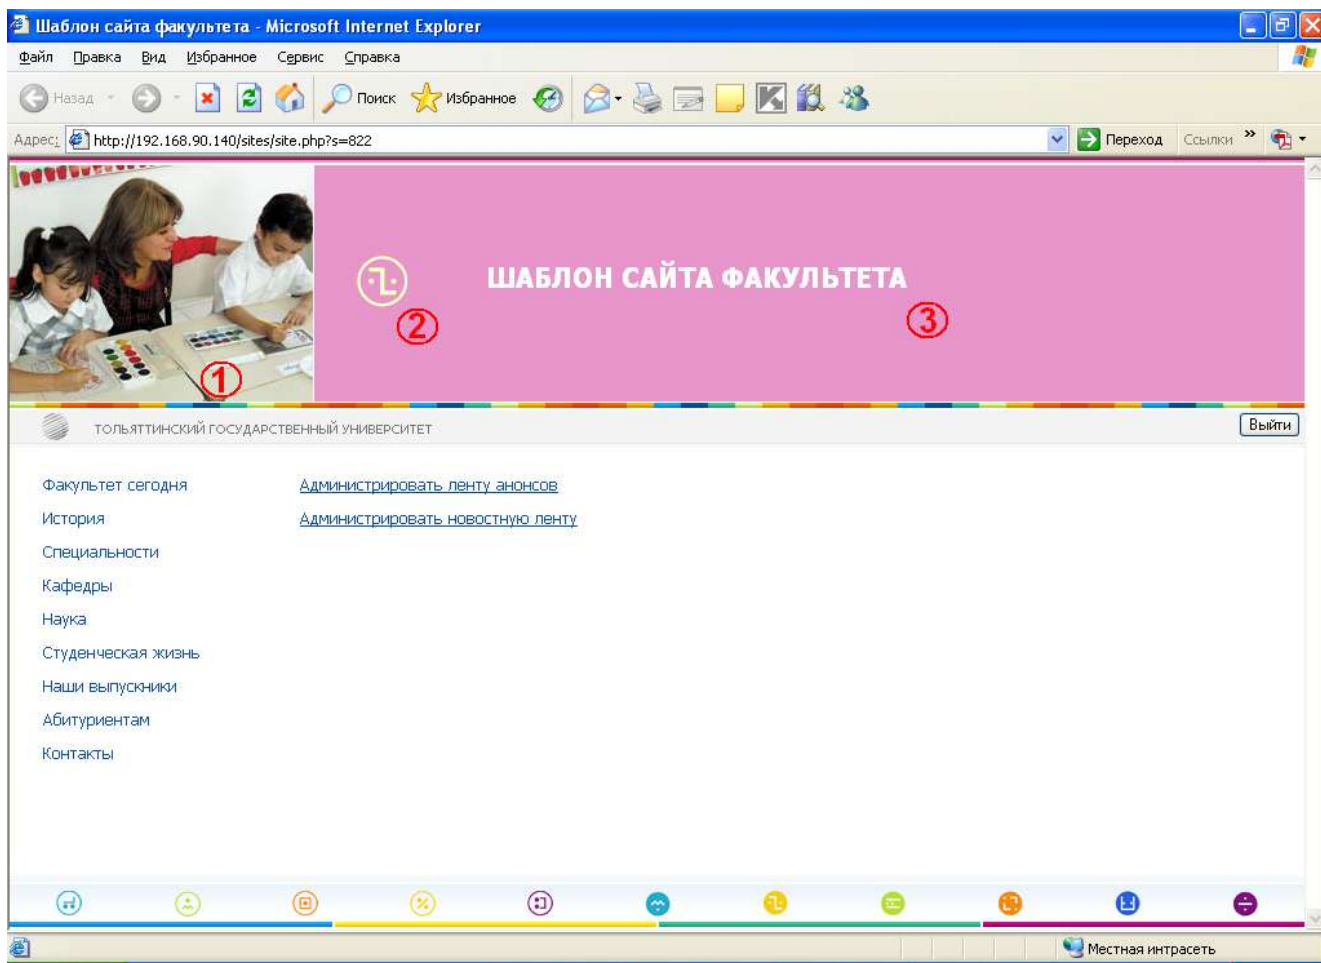 Шаблон сайта факультета - Microsoft Internet Explorer
Файл Правка Вид Избранное Сервис Справка
Назад Поиск Избранное
Адрес: http://192.168.90.140/sites/site.php?s=822 Переход Ссылки »
ШАБЛОН САЙТА ФАКУЛЬТЕТА
2
3
1
ТОЛЬЯТТИНСКИЙ ГОСУДАРСТВЕННЫЙ УНИВЕРСИТЕТ Выйти
Факультет сегодня Администрировать ленту анонсов
История Администрировать новостную ленту
Специальности
Кафедры
Наука
Студенческая жизнь
Наши выпускники
Абитуриентам
Контакты
Местная интрасеть